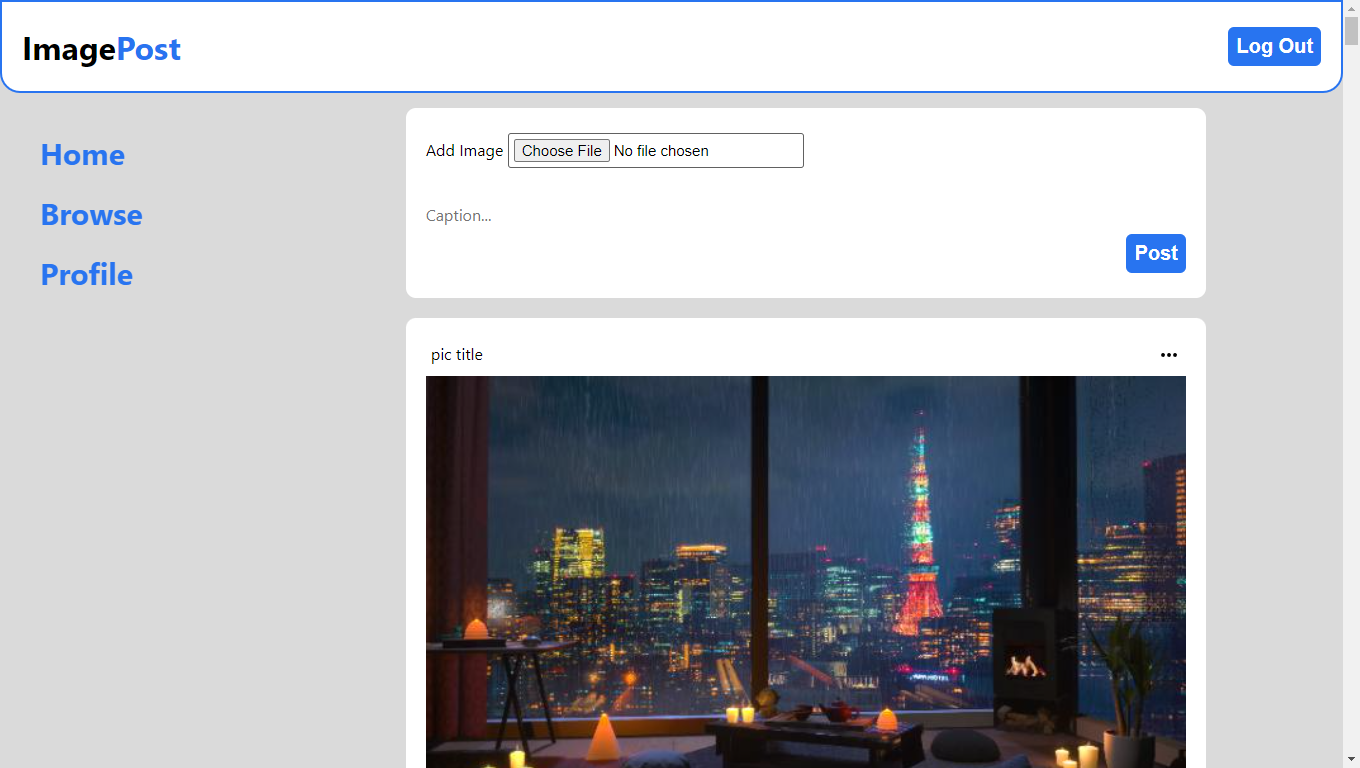 ImagePost
Log Out
Home
Browse
Profile
Add Image Choose File No file chosen
Caption...
Post
pic title